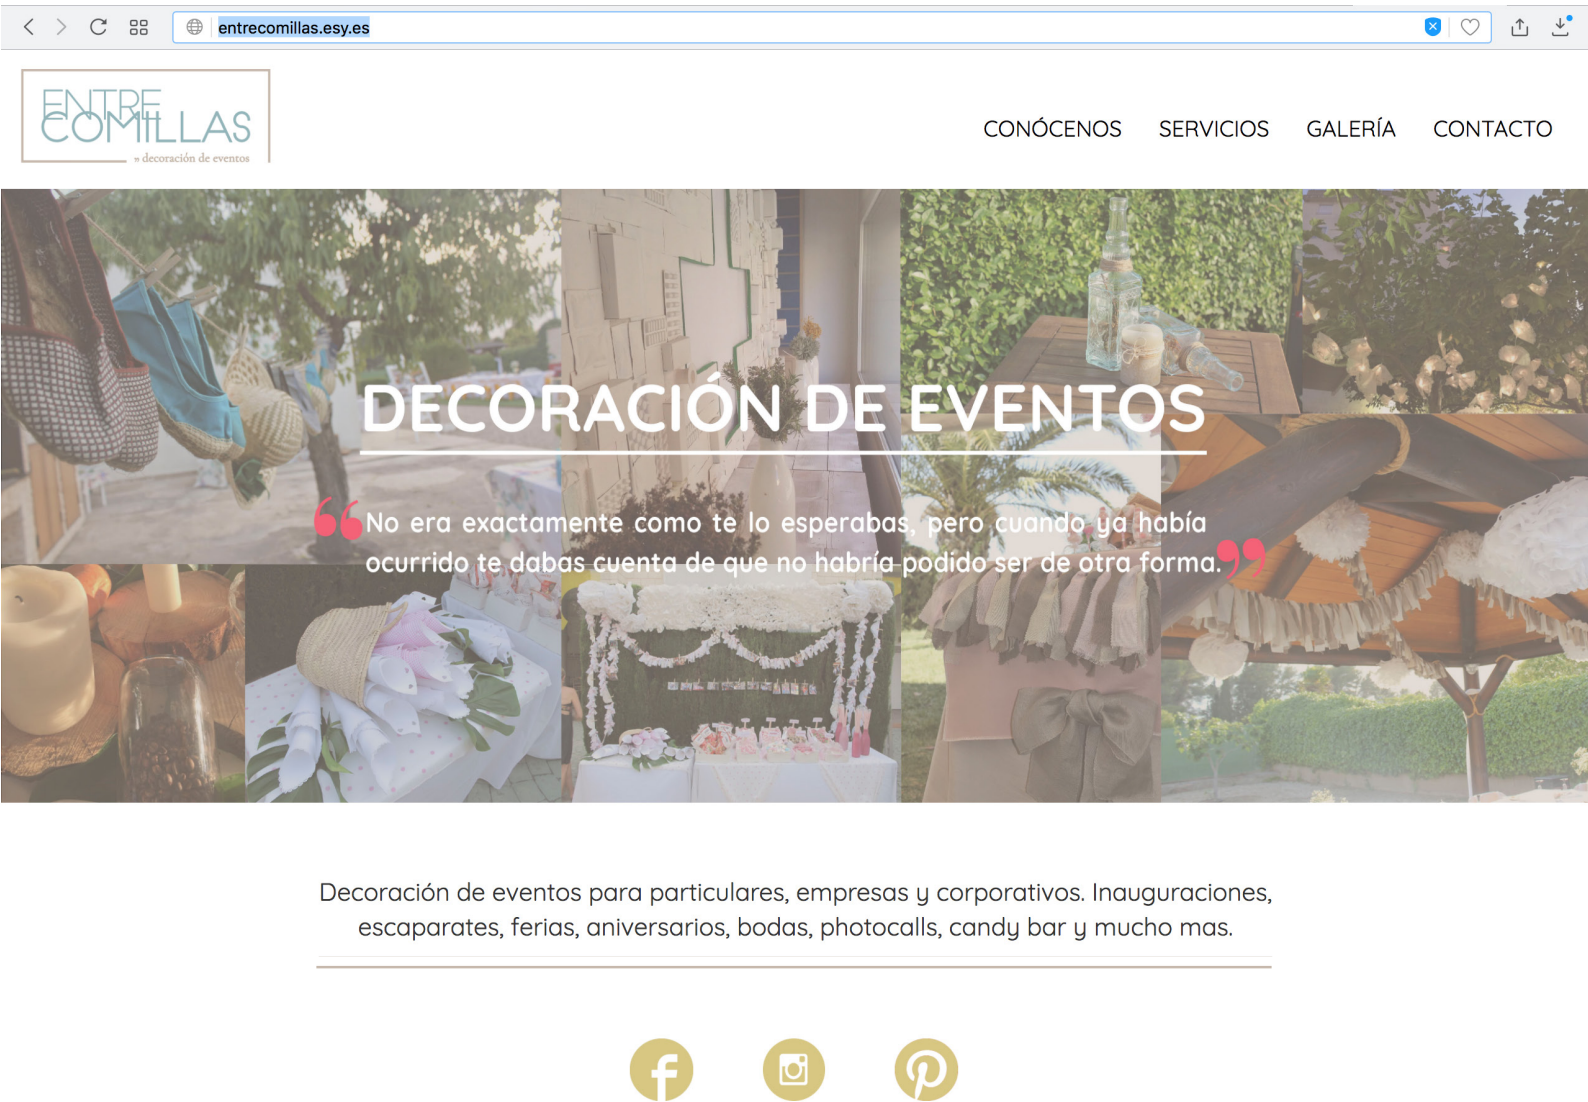 entrecomillas.esy.es
ENTRE
COMILLAS
” decoración de eventos
CONÓCENOS SERVICIOS GALERÍA CONTACTO
DECORACIÓN DE EVENTOS
“No era exactamente como te lo esperabas, pero cuando ya había
ocurrido te dabas cuenta de que no habría podido ser de otra forma.”
Decoración de eventos para particulares, empresas y corporativos. Inauguraciones,
escaparates, ferias, aniversarios, bodas, photocalls, candy bar y mucho mas.